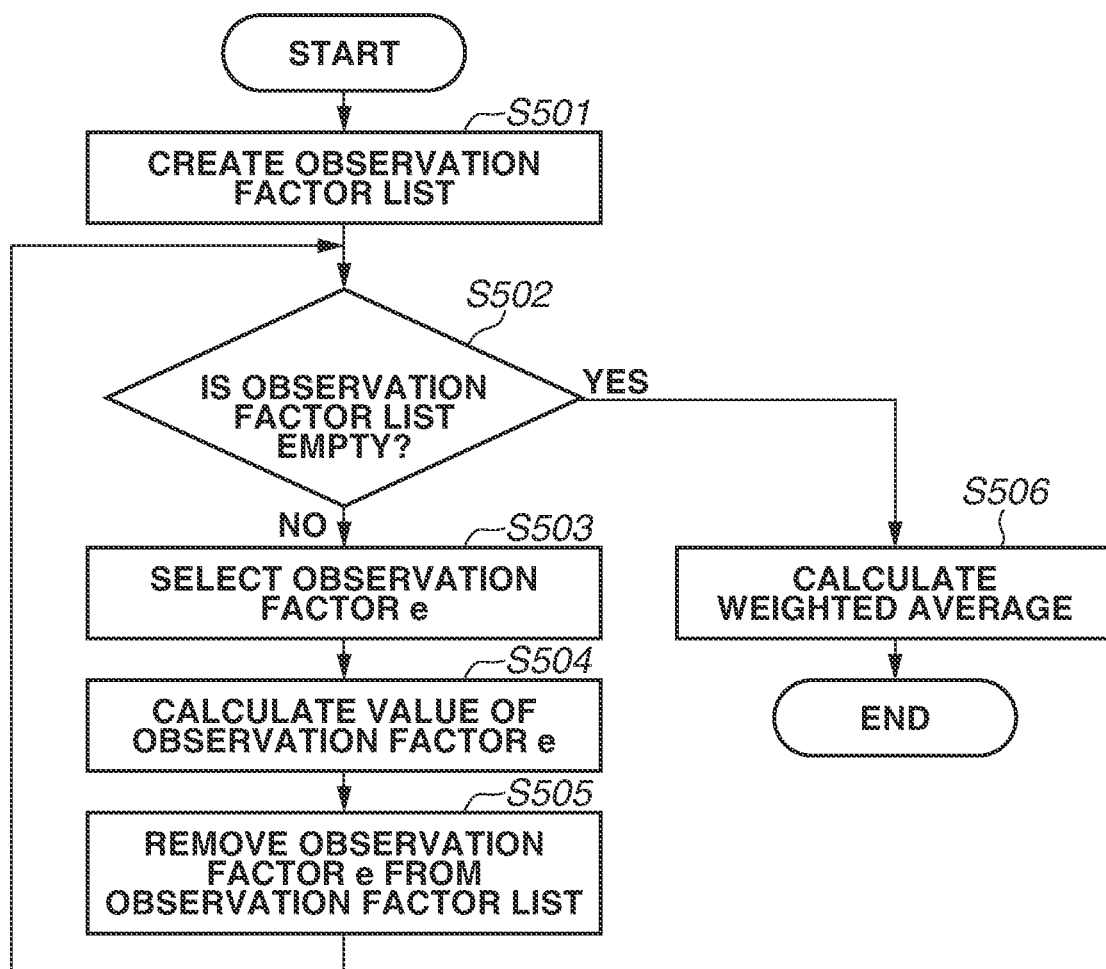 START
S501
CREATE OBSERVATION
FACTOR LIST
S502
IS OBSERVATION
FACTOR LIST
EMPTY?
YES
NO
S503
SELECT OBSERVATION
FACTOR e
S504
CALCULATE VALUE OF
OBSERVATION FACTOR e
S505
REMOVE OBSERVATION
FACTOR e FROM
OBSERVATION FACTOR LIST
S506
CALCULATE
WEIGHTED AVERAGE
END